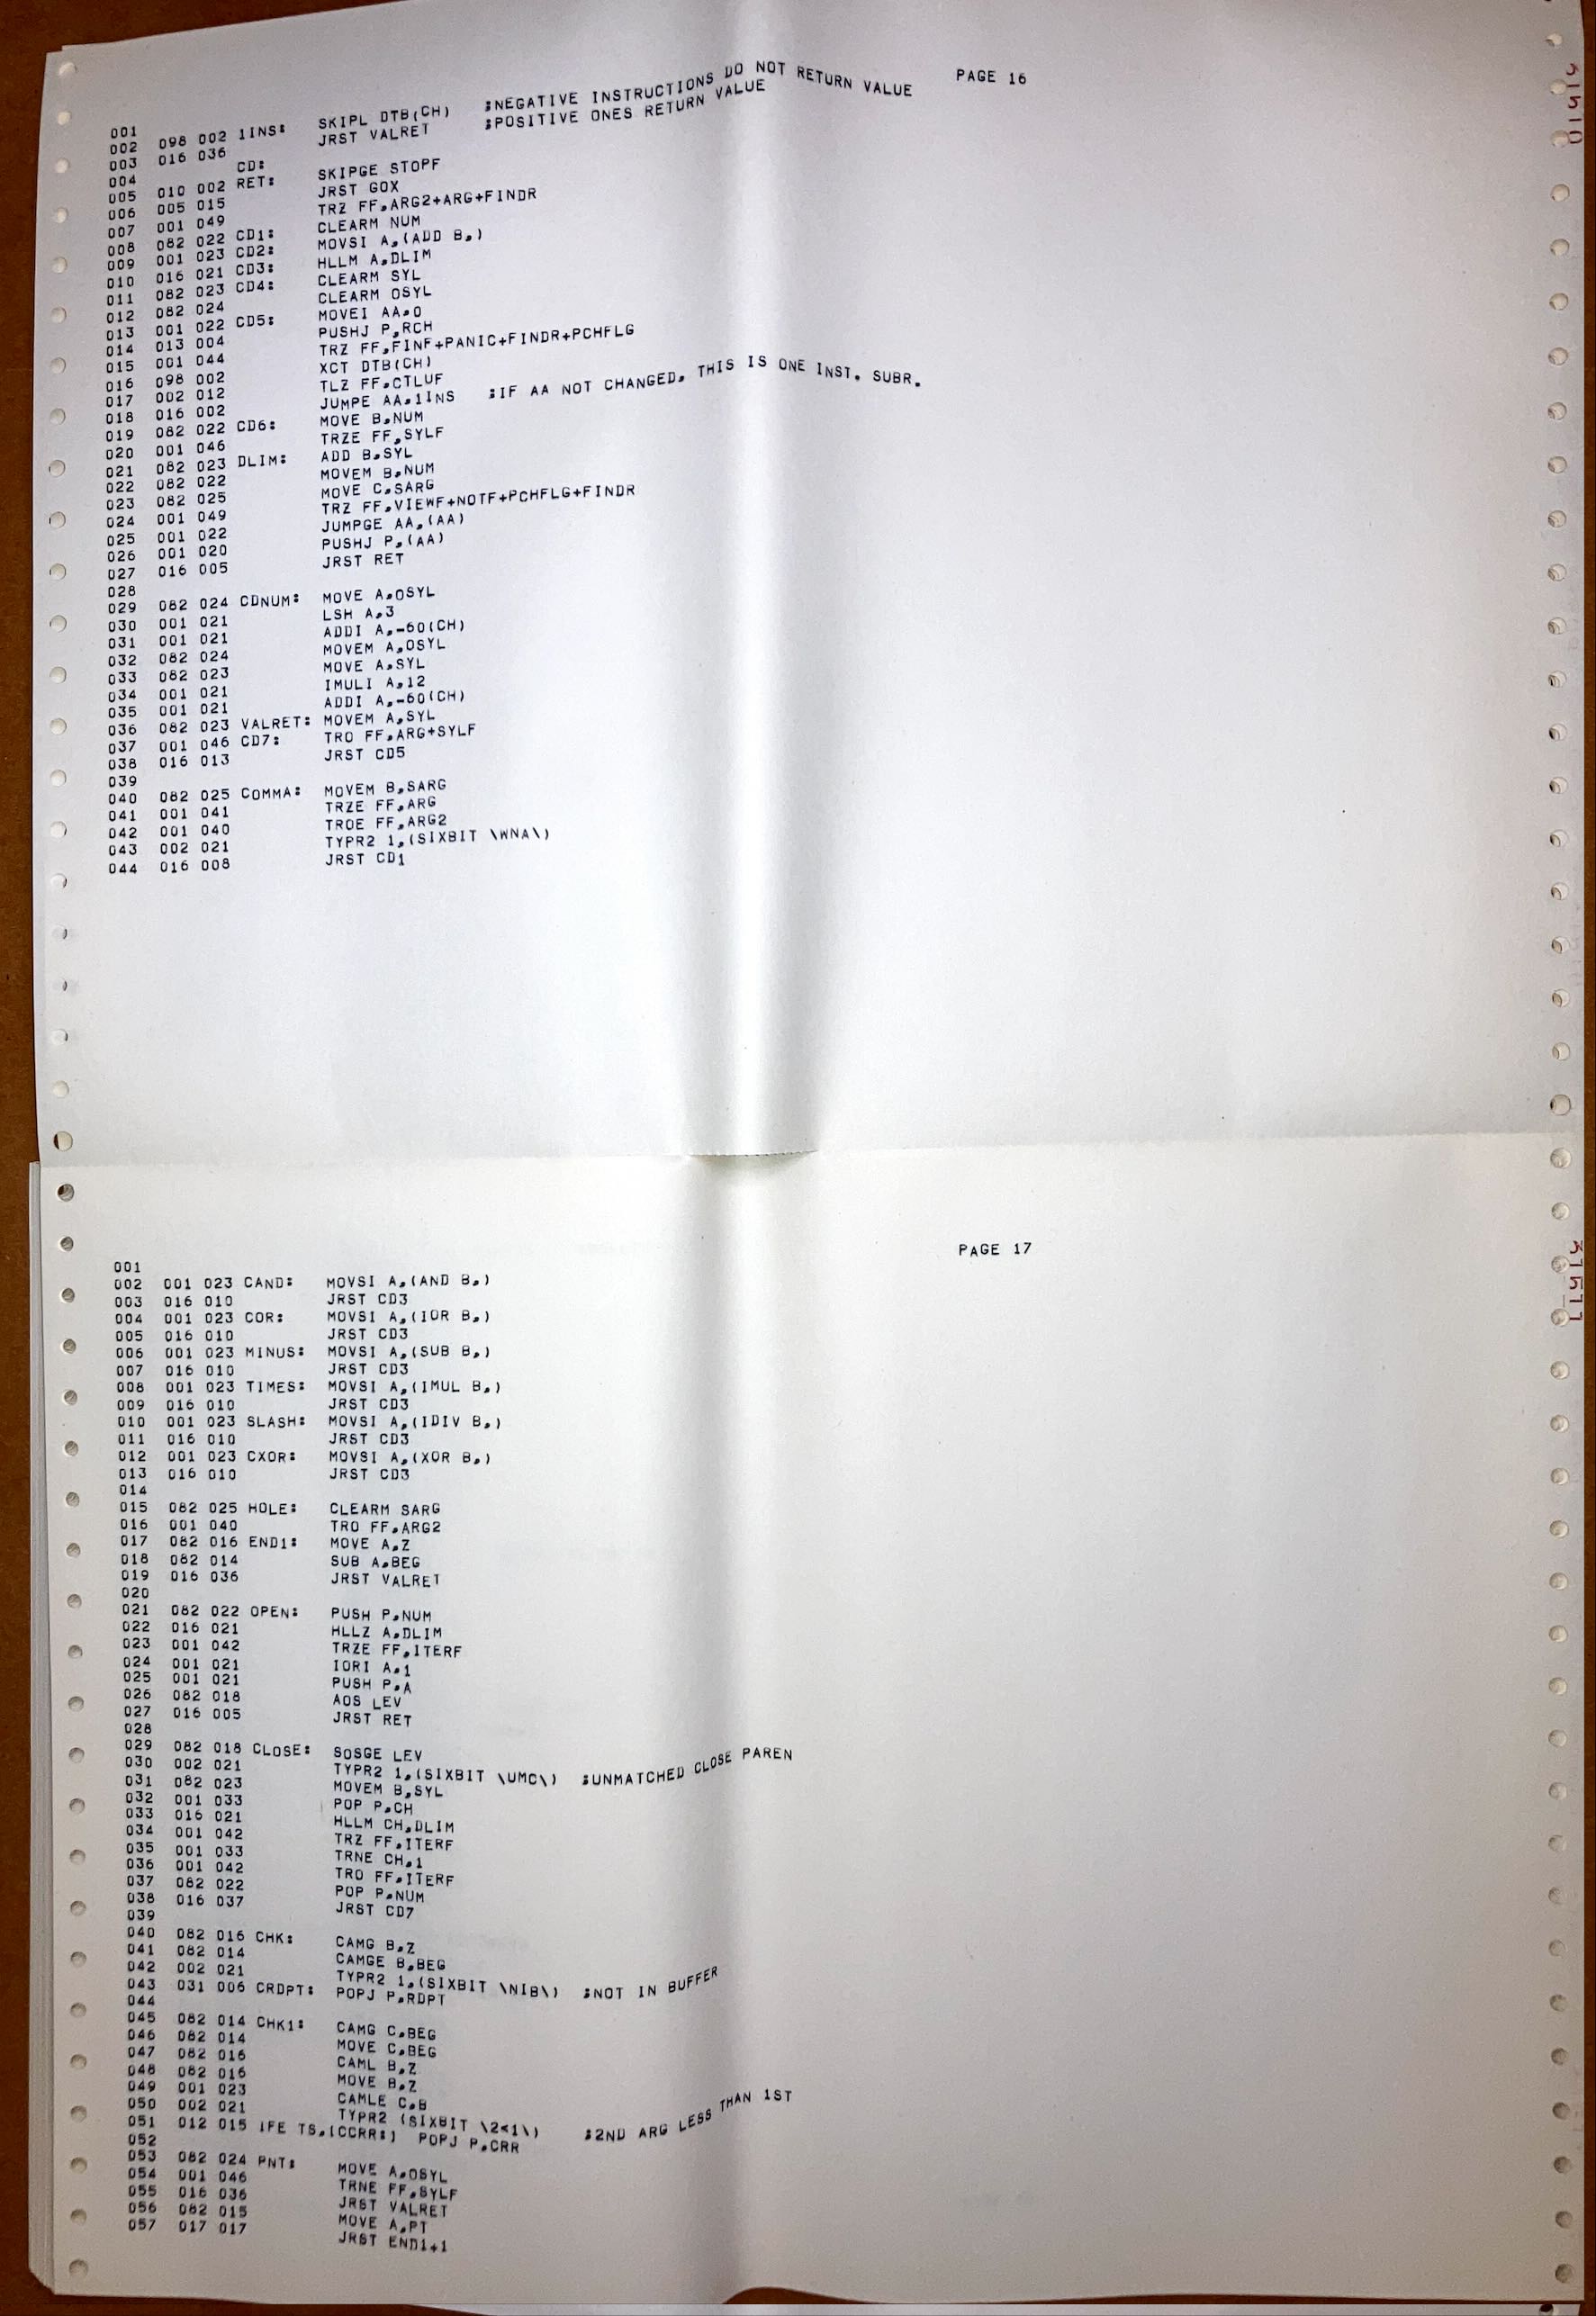 PAGE 16
001
002 098 002 1INS: SKIPL DTB(CH) ;NEGATIVE INSTRUCTIONS DO NOT RETURN VALUE
003 016 036 JRST VALRET ;POSITIVE ONES RETURN VALUE
004 CD:
005 010 002 RET: SKIPGE STOPF
006 005 015 JRST GOX
007 001 049 TRZ FF,ARG2+ARG+FINDR
008 082 022 CD1: CLEARM NUM
009 001 023 CD2: MOVSI A,(ADD B,)
010 016 021 CD3: HLLM A,DLIM
011 082 023 CD4: CLEARM SYL
012 082 024 CLEARM OSYL
013 001 022 CD5: MOVEI AA,0
014 013 004 PUSHJ P,RCH
015 001 044 TRZ FF,FINF+PANIC+FINDR+PCHFLG
016 098 002 XCT DTB(CH)
017 002 012 TLZ FF,CTLUF
018 016 002 JUMPE AA,1INS ;IF AA NOT CHANGED, THIS IS ONE INST. SUBR.
019 082 022 CD6: MOVE B,NUM
020 001 046 TRZE FF,SYLF
021 082 023 DLIM: ADD B,SYL
022 082 022 MOVEM B,NUM
023 082 025 MOVE C,SARG
024 001 049 TRZ FF,VIEWF+NOTF+PCHFLG+FINDR
025 001 022 JUMPGE AA,(AA)
026 001 020 PUSHJ P,(AA)
027 016 005 JRST RET
028
029 082 024 CDNUM: MOVE A,OSYL
030 001 021 LSH A,3
031 001 021 ADDI A,-60(CH)
032 082 024 MOVEM A,OSYL
033 082 023 MOVE A,SYL
034 001 021 IMULI A,12
035 001 021 ADDI A,-60(CH)
036 082 023 VALRET: MOVEM A,SYL
037 001 046 CD7: TRO FF,ARG+SYLF
038 016 013 JRST CD5
039
040 082 025 COMMA: MOVEM B,SARG
041 001 041 TRZE FF,ARG
042 001 040 TROE FF,ARG2
043 002 021 TYPR2 1,(SIXBIT \WNA\)
044 016 008 JRST CD1
PAGE 17
001
002 001 023 CAND: MOVSI A,(AND B,)
003 016 010 JRST CD3
004 001 023 COR: MOVSI A,(IOR B,)
005 016 010 JRST CD3
006 001 023 MINUS: MOVSI A,(SUB B,)
007 016 010 JRST CD3
008 001 023 TIMES: MOVSI A,(IMUL B,)
009 016 010 JRST CD3
010 001 023 SLASH: MOVSI A,(IDIV B,)
011 016 010 JRST CD3
012 001 023 CXOR: MOVSI A,(XOR B,)
013 016 010 JRST CD3
014
015 082 025 HOLE: CLEARM SARG
016 001 040 TRO FF,ARG2
017 082 016 END1: MOVE A,Z
018 082 014 SUB A,BEG
019 016 036 JRST VALRET
020
021 082 022 OPEN: PUSH P,NUM
022 016 021 HLLZ A,DLIM
023 001 042 TRZE FF,ITERF
024 001 021 IORI A,1
025 001 021 PUSH P,A
026 082 018 AOS LEV
027 016 005 JRST RET
028
029 082 018 CLOSE: SOSGE LEV
030 002 021 TYPR2 1,(SIXBIT \UMC\) ;UNMATCHED CLOSE PAREN
031 082 023 MOVEM B,SYL
032 001 033 POP P,CH
033 016 021 HLLM CH,DLIM
034 001 042 TRZ FF,ITERF
035 001 033 TRNE CH,1
036 001 042 TRO FF,ITERF
037 082 022 POP P,NUM
038 016 037 JRST CD7
039
040 082 016 CHK: CAMG B,Z
041 082 014 CAMGE B,BEG
042 002 021 TYPR2 1,(SIXBIT \NIB\) ;NOT IN BUFFER
043 031 006 CRDPT: POPJ P,RDPT
044
045 082 014 CHK1: CAMG C,BEG
046 082 014 MOVE C,BEG
047 082 016 CAML B,Z
048 082 016 MOVE B,Z
049 001 023 CAMLE C,B
050 002 021 TYPR2 (SIXBIT \2<1\) ;2ND ARG LESS THAN 1ST
051 012 015 IFE TS,[CCRR:] POPJ P,CRR
052
053 082 024 PNT: MOVE A,OSYL
054 001 046 TRNE FF,SYLF
055 016 036 JRST VALRET
056 082 015 MOVE A,PT
057 017 017 JRST END1+1